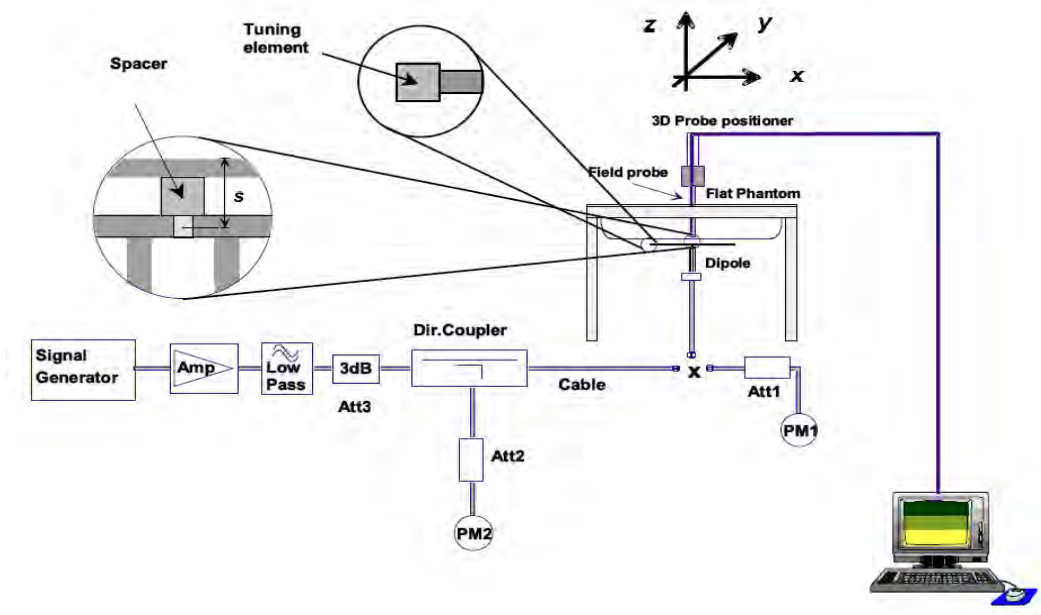 Tuning
element
Spacer
s
z
y
x
3D Probe positioner
Field probe
Flat Phantom
Dipole
Dir.Coupler
Signal
Generator
Amp
Low
Pass
3dB
Att3
Cable
x
Att1
PM1
Att2
PM2